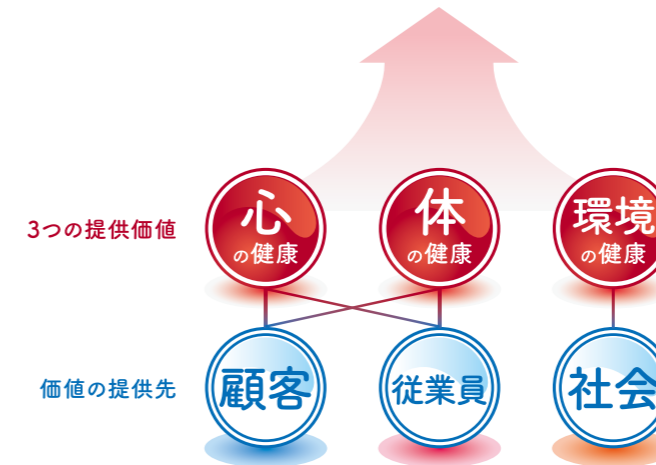 3つの提供価値
心
の健康
体
の健康
環境
の健康
価値の提供先
顧客
従業員
社会